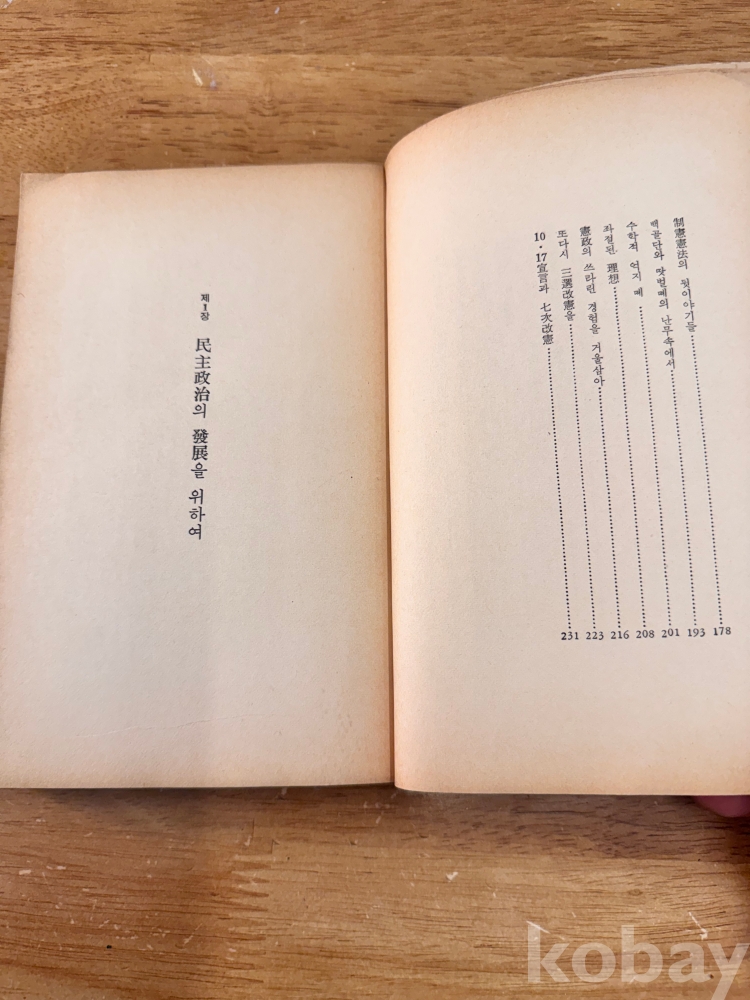 制憲憲法의 뒷이야기들 178
백골단와 땃벌떼의 난무속에서 193
수학적 억지 떼 201
좌절된 理想 208
憲政의 쓰라린 경험을 거울삼아 216
또다시 三選改憲을 223
10·17宣言과 七次改憲 231
제1장 民主政治의 發展을 위하여
kobay